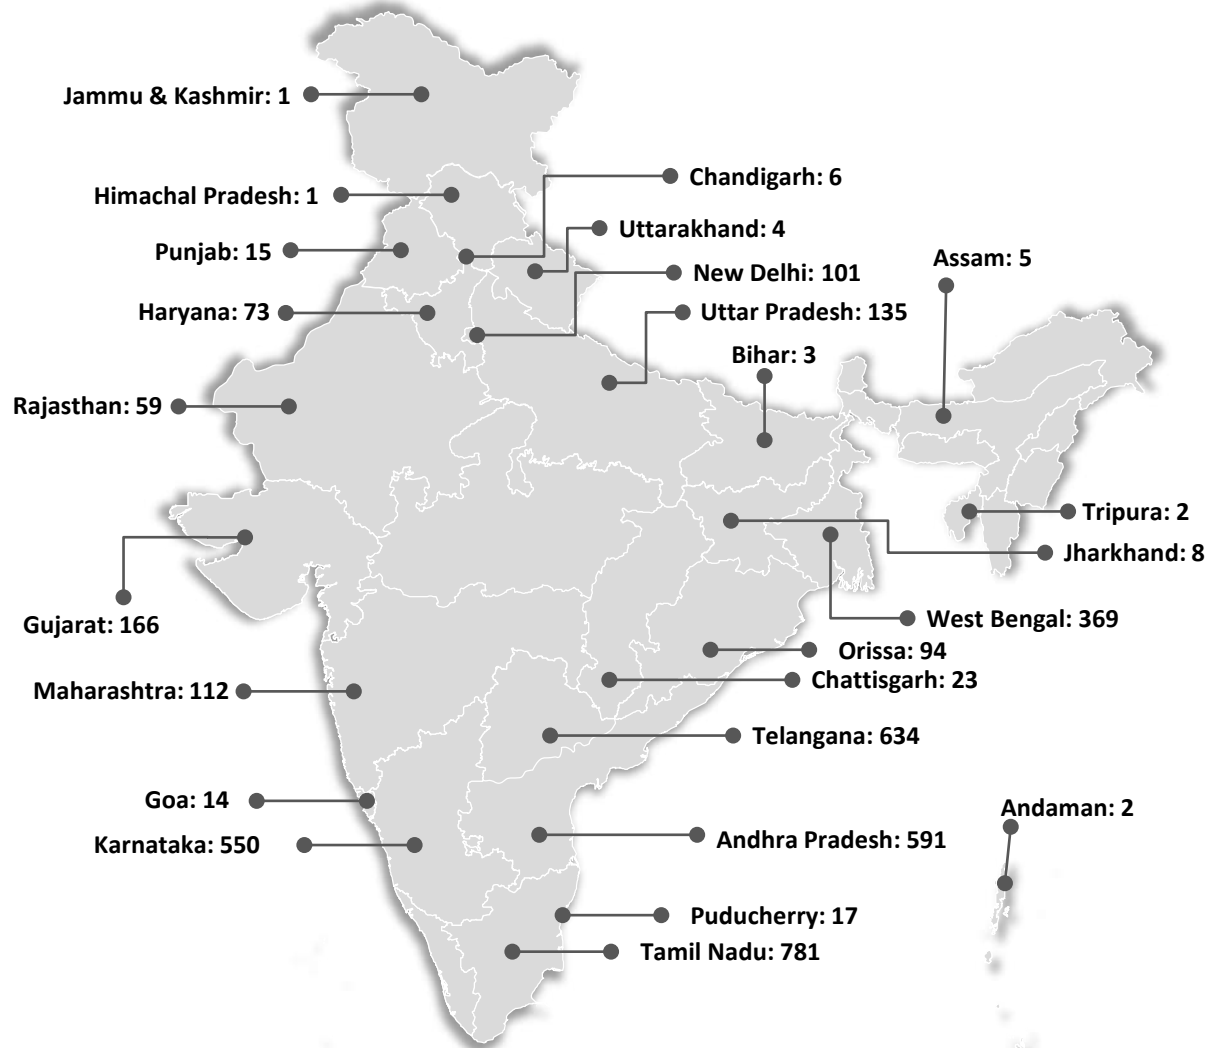 Jammu & Kashmir: 1
Chandigarh: 6
Himachal Pradesh: 1
Uttarakhand: 4
Punjab: 15
Assam: 5
New Delhi: 101
Haryana: 73
Uttar Pradesh: 135
Bihar: 3
Rajasthan: 59
Tripura: 2
Jharkhand: 8
West Bengal: 369
Gujarat: 166
Orissa: 94
Chattisgarh: 23
Maharashtra: 112
Telangana: 634
Goa: 14
Andaman: 2
Karnataka: 550
Andhra Pradesh: 591
Puducherry: 17
Tamil Nadu: 781